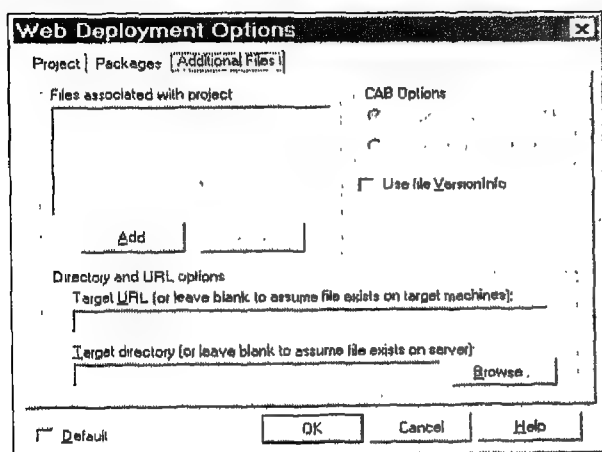 Web Deployment Options
Project Packages Additional Files
Files associated with project
CAB Options
Use file VersionInfo
Add
Directory and URL options
Target URL (or leave blank to assume file exists on target machines):
Target directory (or leave blank to assume file exists on server):
Browse.
Default
OK
Cancel
Help